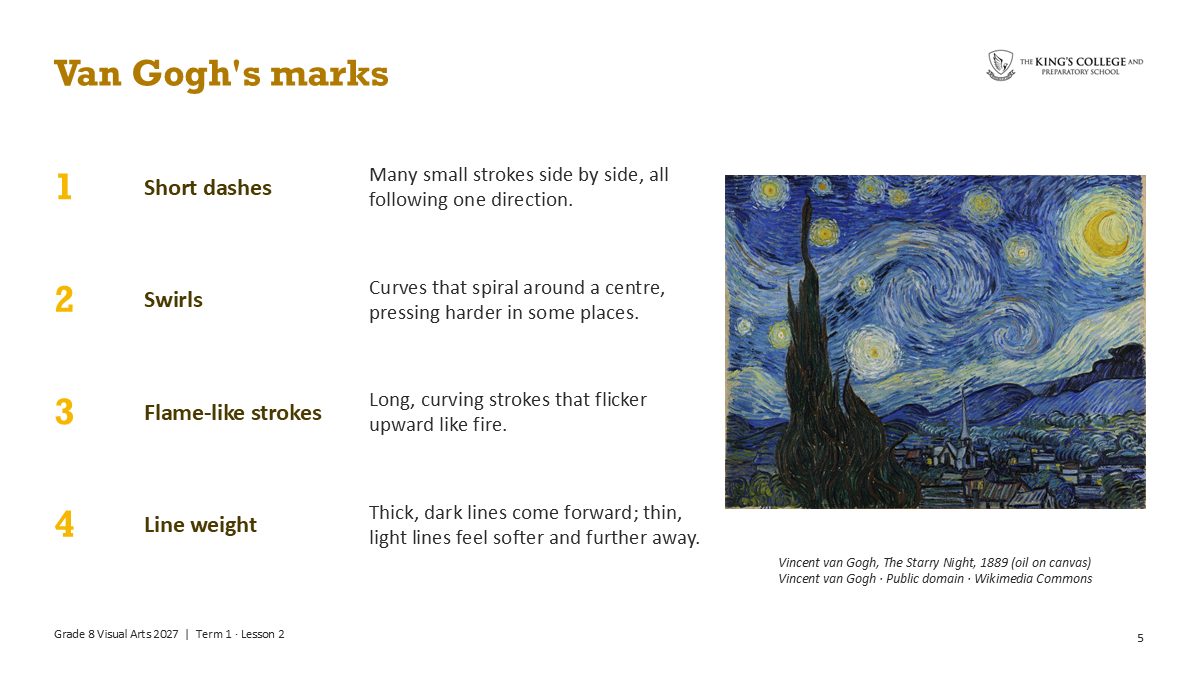 Van Gogh's marks
THE KING'S COLLEGE AND
PREPARATORY SCHOOL
1
Short dashes
Many small strokes side by side, all
following one direction.
2
Swirls
Curves that spiral around a centre,
pressing harder in some places.
3
Flame-like strokes
Long, curving strokes that flicker
upward like fire.
4
Line weight
Thick, dark lines come forward; thin,
light lines feel softer and further away.
Vincent van Gogh, The Starry Night, 1889 (oil on canvas)
Vincent van Gogh · Public domain · Wikimedia Commons
Grade 8 Visual Arts 2027 | Term 1 · Lesson 2
5